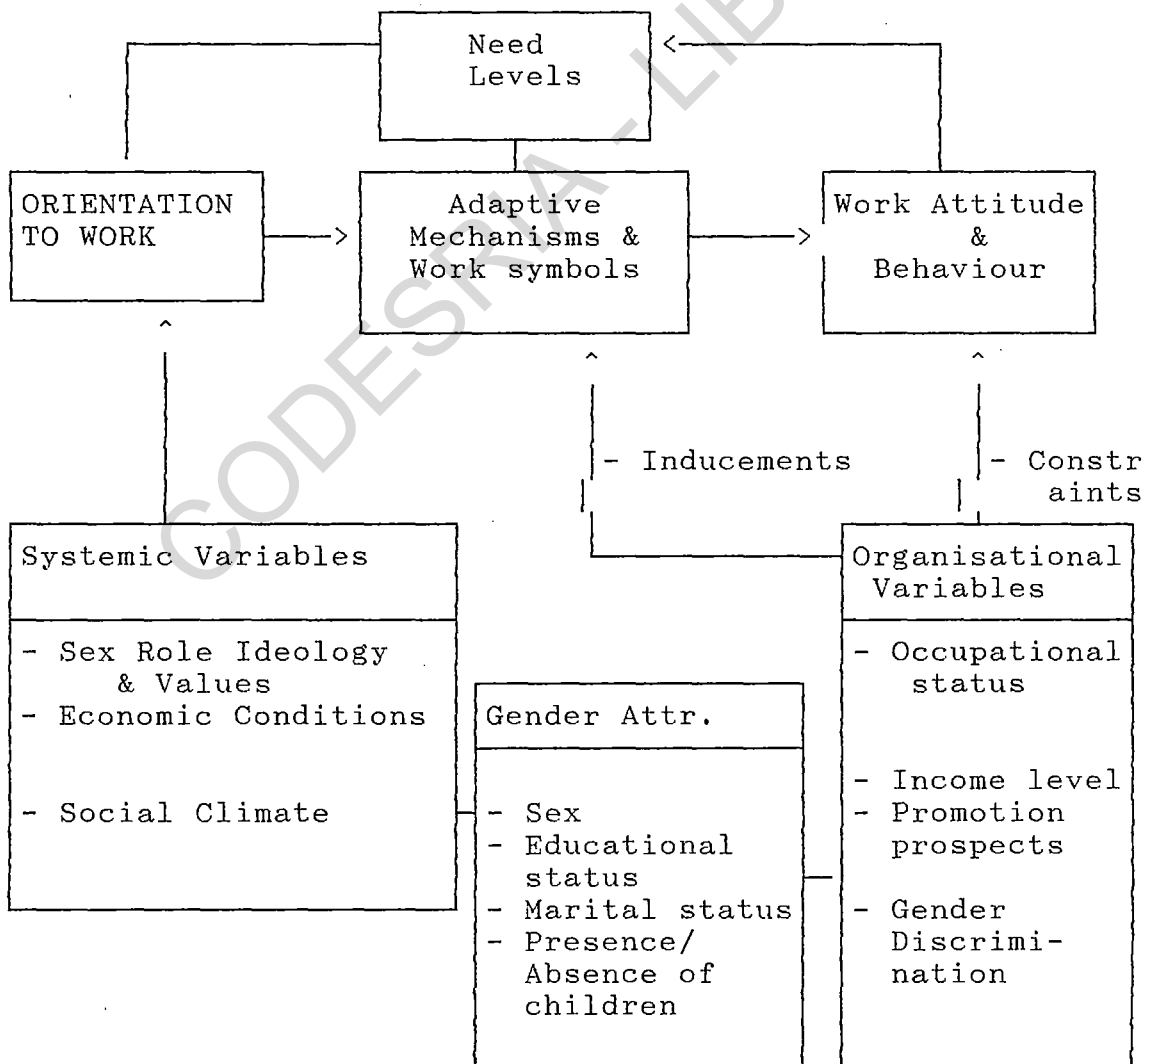 Need
Levels
ORIENTATION
TO WORK
Adaptive
Mechanisms &
Work symbols
Work Attitude
&
Behaviour
- Inducements
- Constr
aints
Systemic Variables
- Sex Role Ideology
& Values
- Economic Conditions
- Social Climate
Gender Attr.
- Sex
- Educational
status
- Marital status
- Presence/
Absence of
children
Organisational
Variables
- Occupational
status
- Income level
- Promotion
prospects
- Gender
Discrimi-
nation
CODESRIA - LIB